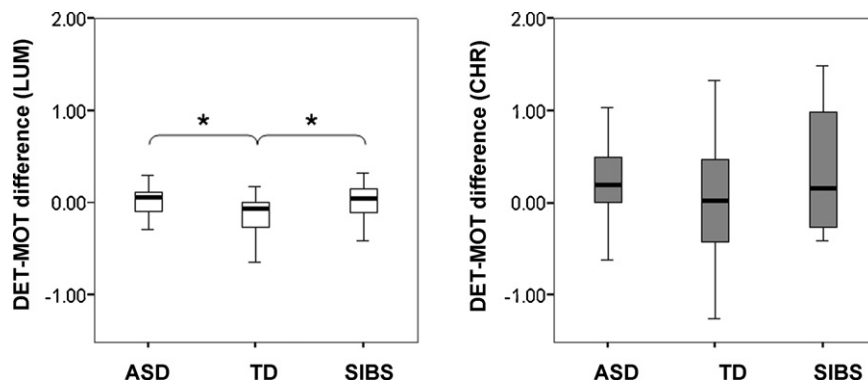 DET-MOT difference (LUM)
2.00
1.00
0.00
-1.00
* *
ASD TD SIBS
DET-MOT difference (CHR)
2.00
1.00
0.00
-1.00
ASD TD SIBS